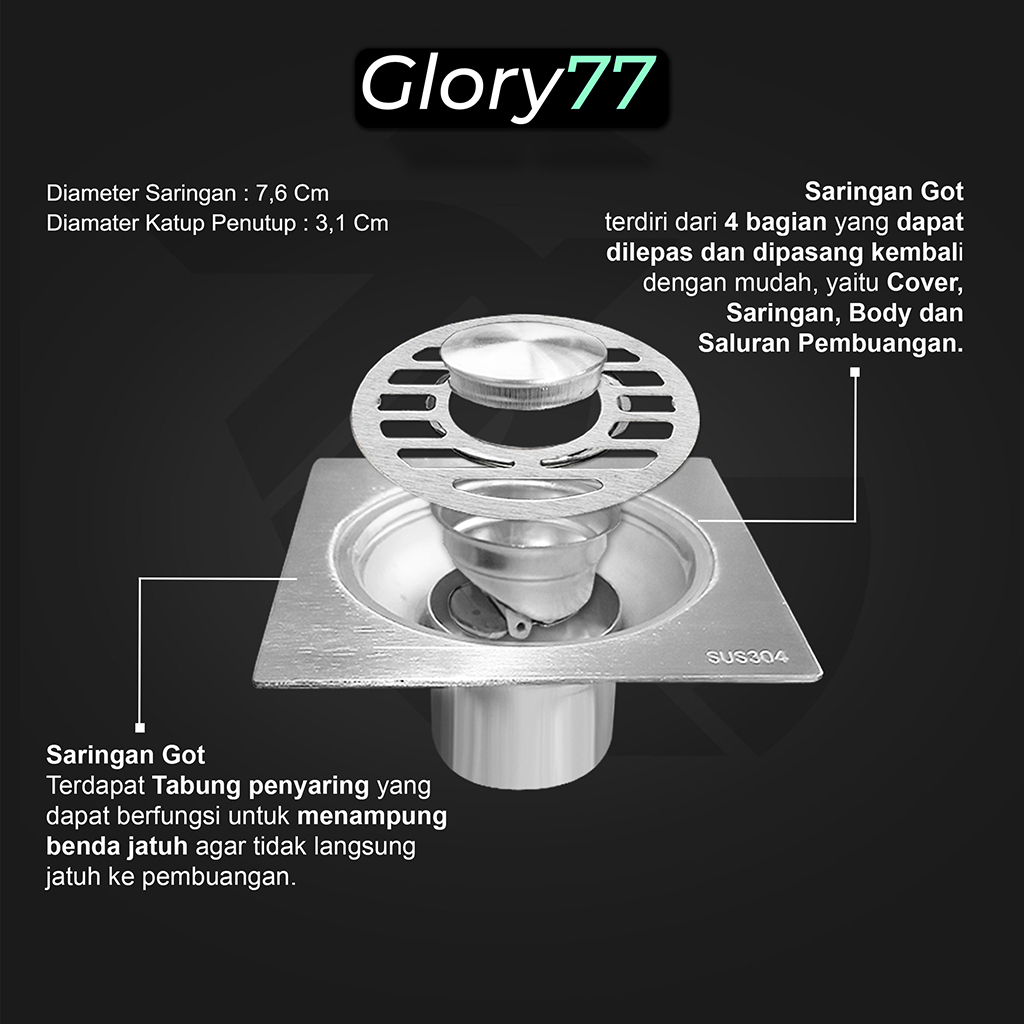 Glory77
Diameter Saringan : 7,6 Cm
Diamater Katup Penutup : 3,1 Cm
Saringan Got
terdiri dari 4 bagian yang dapat
dilepas dan dipasang kembali
dengan mudah, yaitu Cover,
Saringan, Body dan
Saluran Pembuangan.
SUS304
Saringan Got
Terdapat Tabung penyaring yang
dapat berfungsi untuk menampung
benda jatuh agar tidak langsung
jatuh ke pembuangan.